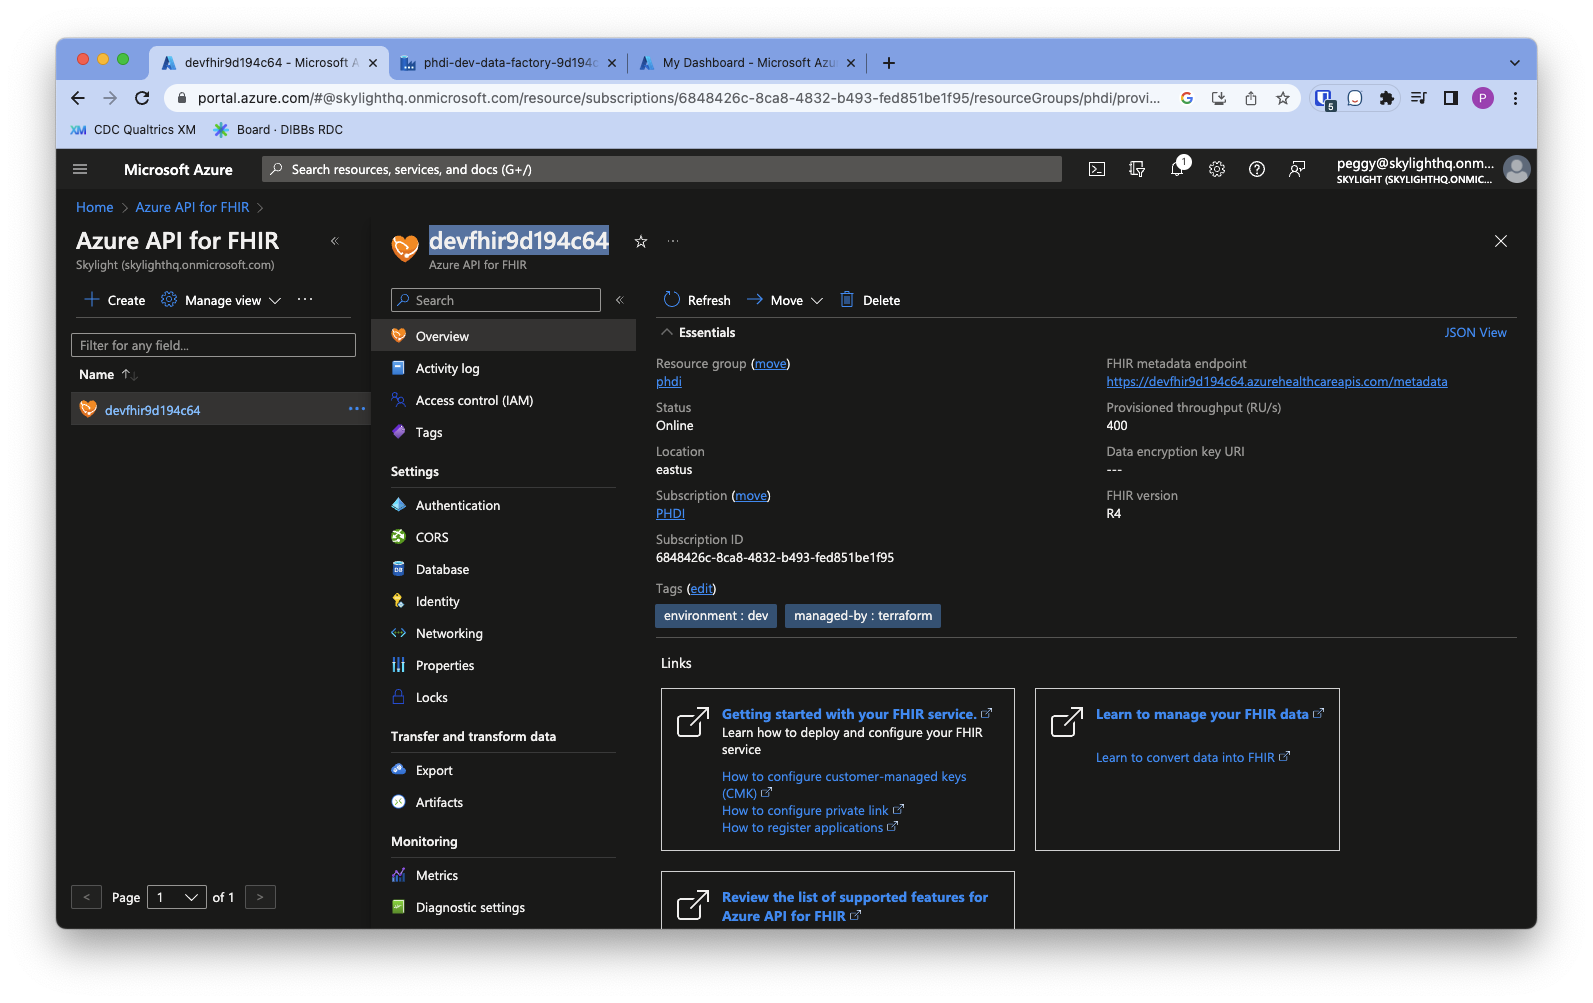 devfhir9d194c64 - Microsoft A
phdi-dev-data-factory-9d194c
My Dashboard - Microsoft Azu
portal.azure.com/#@skylighthq.onmicrosoft.com/resource/subscriptions/6848426c-8ca8-4832-b493-fed851be1f95/resourceGroups/phdi/provi...
G
5
P
XM CDC Qualtrics XM
Board · DIBBs RDC
Microsoft Azure
Search resources, services, and docs (G+/)
1
peggy@skylighthq.onm...
SKYLIGHT (SKYLIGHTHQ.ONMIC...
Home > Azure API for FHIR >
Azure API for FHIR
Skylight (skylighthq.onmicrosoft.com)
Create
Manage view
...
Filter for any field...
Name
devfhir9d194c64
...
< Page 1 of 1 >
devfhir9d194c64
...
Azure API for FHIR
Search
Overview
Activity log
Access control (IAM)
Tags
Settings
Authentication
CORS
Database
Identity
Networking
Properties
Locks
Transfer and transform data
Export
Artifacts
Monitoring
Metrics
Diagnostic settings
Refresh
Move
Delete
Essentials
JSON View
Resource group (move)
phdi
Status
Online
Location
eastus
Subscription (move)
PHDI
Subscription ID
6848426c-8ca8-4832-b493-fed851be1f95
Tags (edit)
environment : dev
managed-by : terraform
FHIR metadata endpoint
https://devfhir9d194c64.azurehealthcareapis.com/metadata
Provisioned throughput (RU/s)
400
Data encryption key URI
---
FHIR version
R4
Links
Getting started with your FHIR service.
Learn how to deploy and configure your FHIR
service
How to configure customer-managed keys
(CMK)
How to configure private link
How to register applications
Learn to manage your FHIR data
Learn to convert data into FHIR
Review the list of supported features for
Azure API for FHIR